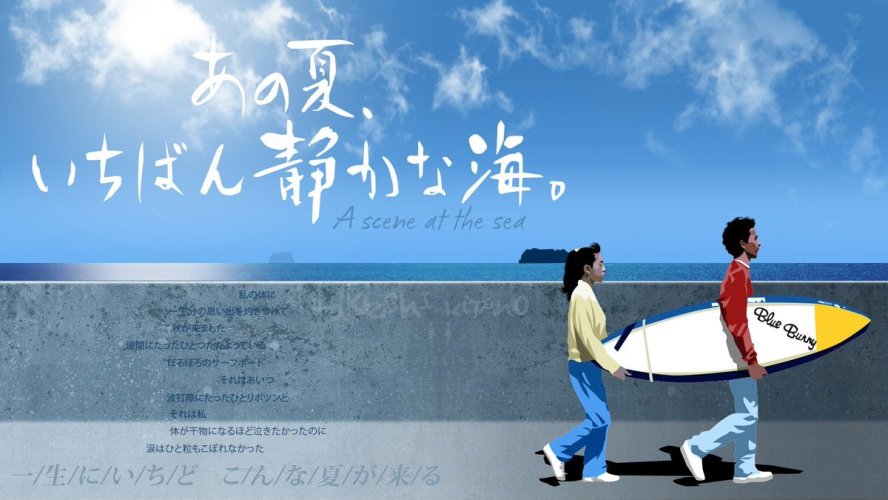 あの夏、
いちばん静かな海。
A scene at the sea
私の体に
一生分の思い出を灼きつけて
秋が来ました
波間にたったひとつただよっている
ぼろぼろのサーフボード
それはあいつ
波打際にたったひとりポツンと
それは私
体が干物になるほど泣きたかったのに
涙はひと粒もこぼれなかった
Blue Bunny
一/生/に/い/ち/ど こ/ん/な/夏/が/来/る